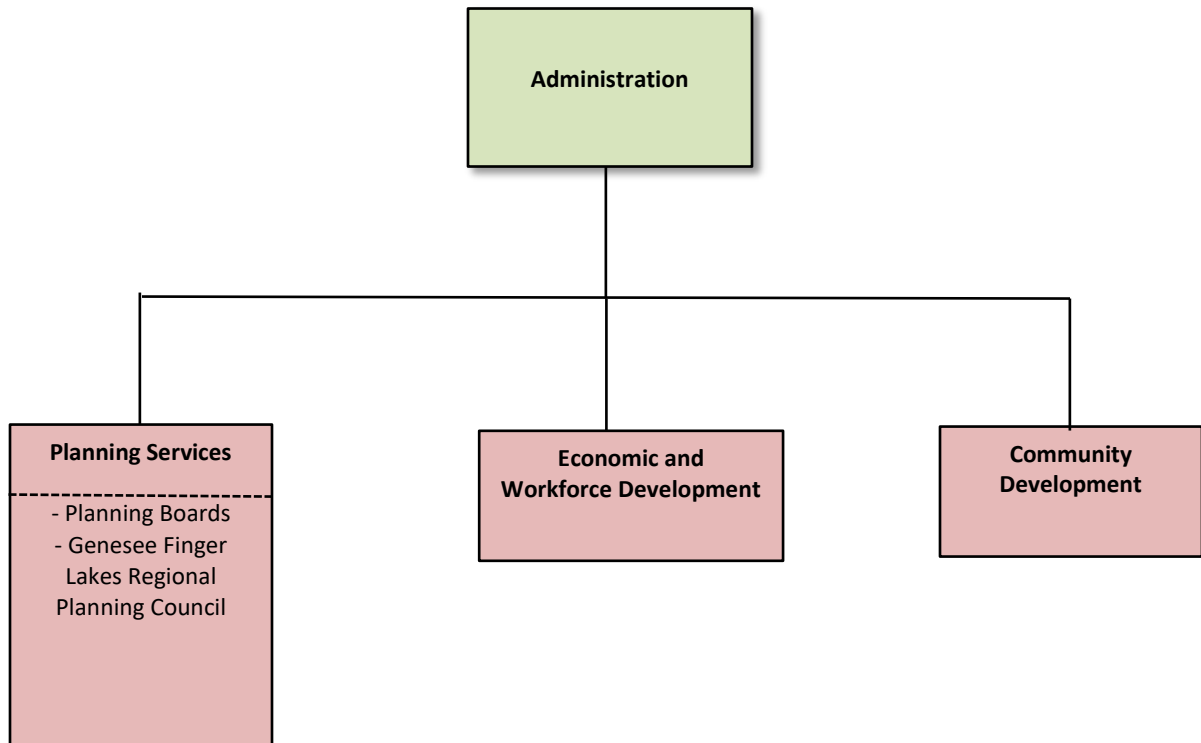 Administration
Planning Services
- Planning Boards
- Genesee Finger
Lakes Regional
Planning Council
Economic and
Workforce Development
Community
Development